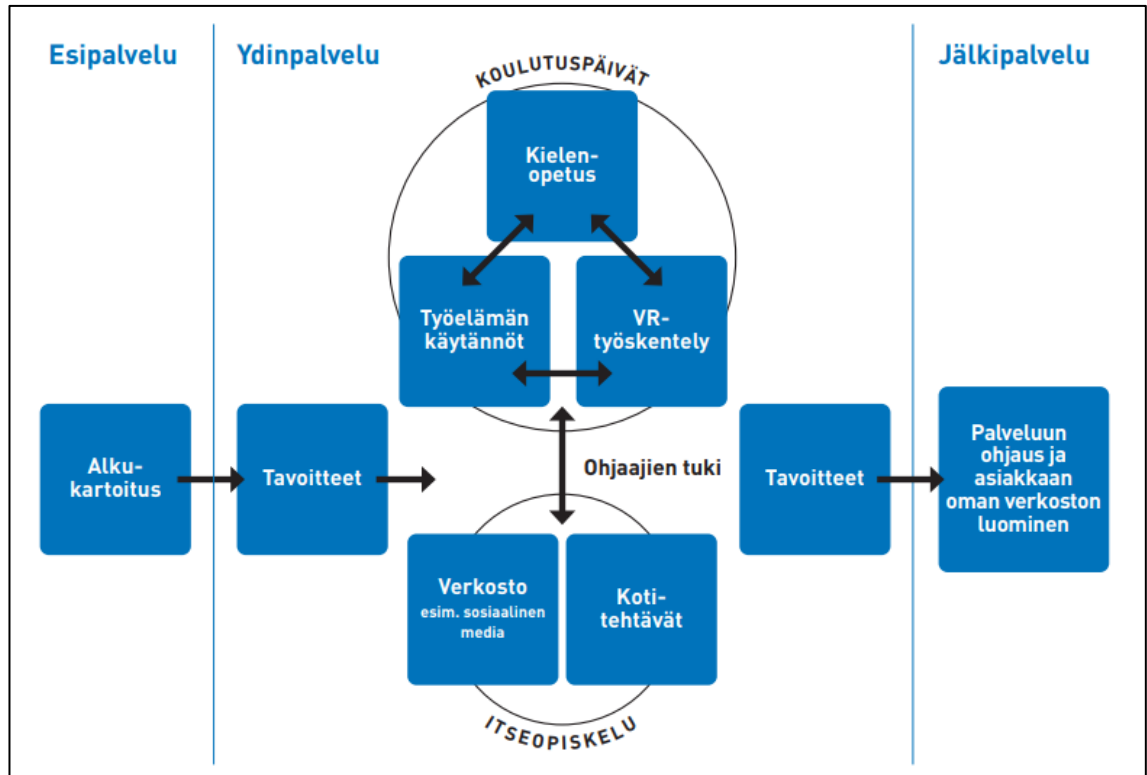 Esipalvelu
Ydinpalvelu
Jälkipalvelu
KOULUTUSPÄIVÄT
Kielen-
opetus
Työelämän
käytännöt
VR-
työskentely
Alku-
kartoitus
Tavoitteet
Ohjaajien tuki
Tavoitteet
Palveluun
ohjaus ja
asiakkaan
oman verkoston
luominen
Verkosto
esim. sosiaalinen
media
Koti-
tehtävät
ITSEOPISKELU